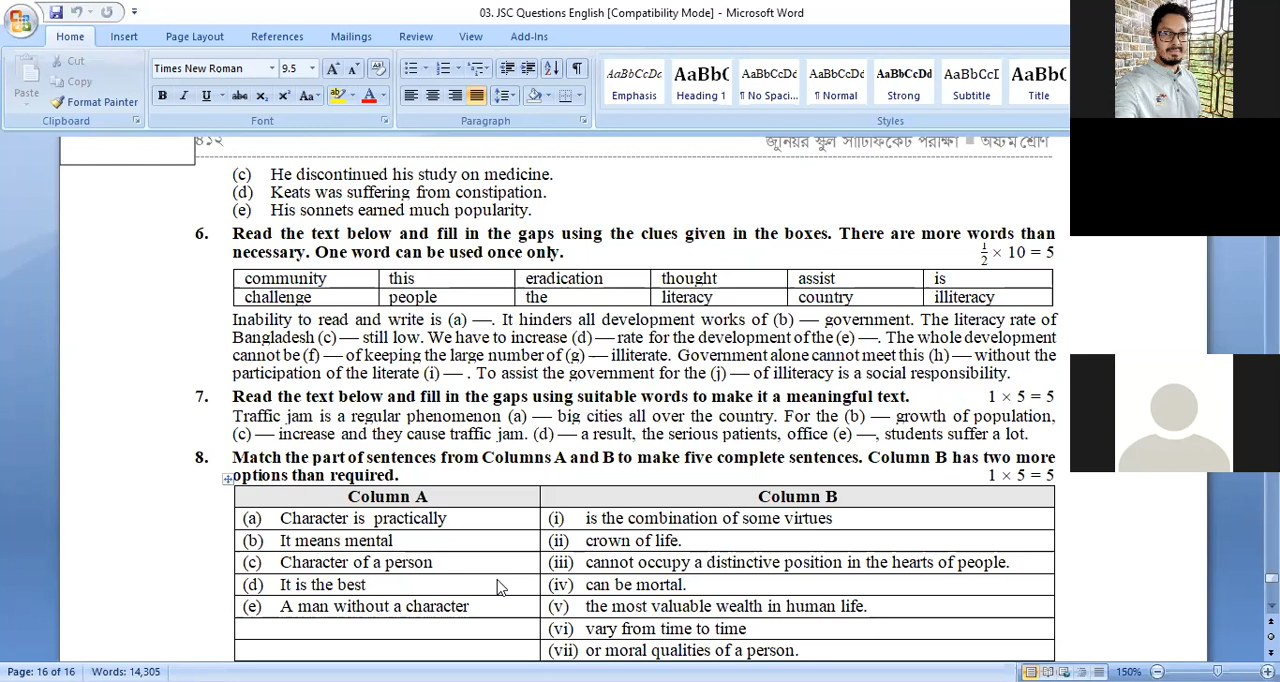 03. JSC Questions English [Compatibility Mode] - Microsoft Word
Home Insert Page Layout References Mailings Review View Add-Ins
Cut
Copy
Paste
Format Painter
Clipboard
Times New Roman 9.5
Font
Paragraph
AaBbCcDc AaBbC AaBbCcDd AaBbCcDd AaBbCcDd AaBbCcI AaBbC
Emphasis Heading 1 ¶ No Spaci... ¶ Normal Strong Subtitle Title
Styles
৪১২ জুনিয়র স্কুল সার্টিফিকেট পরীক্ষা ■ অষ্টম শ্রেণি
(c) He discontinued his study on medicine.
(d) Keats was suffering from constipation.
(e) His sonnets earned much popularity.
6. Read the text below and fill in the gaps using the clues given in the boxes. There are more words than
necessary. One word can be used once only. 1/2 × 10 = 5
community this eradication thought assist is
challenge people the literacy country illiteracy
Inability to read and write is (a) —. It hinders all development works of (b) — government. The literacy rate of
Bangladesh (c) — still low. We have to increase (d) — rate for the development of the (e) —. The whole development
cannot be (f) — of keeping the large number of (g) — illiterate. Government alone cannot meet this (h) — without the
participation of the literate (i) — . To assist the government for the (j) — of illiteracy is a social responsibility.
7. Read the text below and fill in the gaps using suitable words to make it a meaningful text. 1 × 5 = 5
Traffic jam is a regular phenomenon (a) — big cities all over the country. For the (b) — growth of population,
(c) — increase and they cause traffic jam. (d) — a result, the serious patients, office (e) —, students suffer a lot.
8. Match the part of sentences from Columns A and B to make five complete sentences. Column B has two more
options than required. 1 × 5 = 5
Column A Column B
(a) Character is practically (i) is the combination of some virtues
(b) It means mental (ii) crown of life.
(c) Character of a person (iii) cannot occupy a distinctive position in the hearts of people.
(d) It is the best (iv) can be mortal.
(e) A man without a character (v) the most valuable wealth in human life.
(vi) vary from time to time
(vii) or moral qualities of a person.
Page: 16 of 16 Words: 14,305 150%